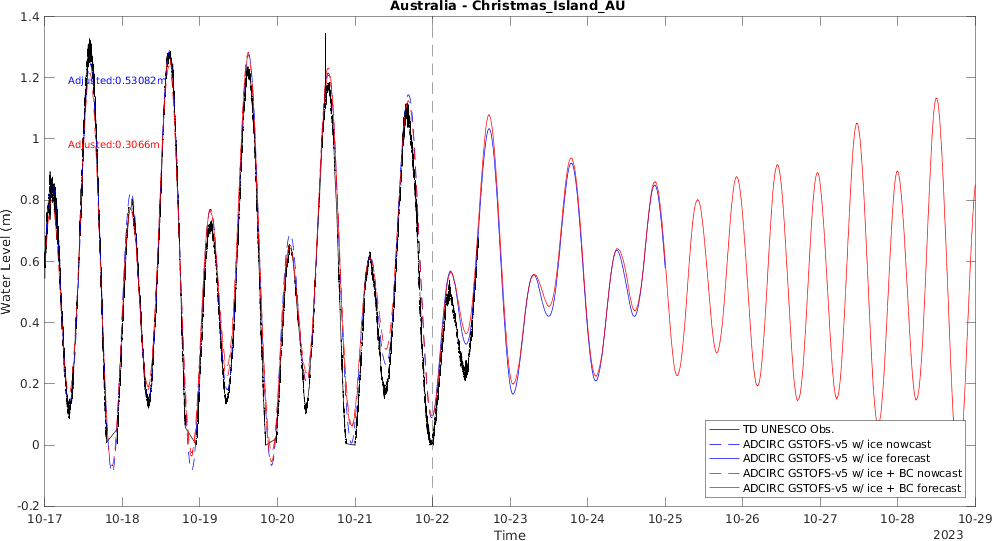 Australia - Christmas_Island_AU
1.4
1.2
1
0.8
0.6
0.4
0.2
0
-0.2
Water Level (m)
Adjusted:0.53082m
Adjusted:0.3066m
TD UNESCO Obs.
ADCIRC GSTOFS-v5 w/ ice nowcast
ADCIRC GSTOFS-v5 w/ ice forecast
ADCIRC GSTOFS-v5 w/ ice + BC nowcast
ADCIRC GSTOFS-v5 w/ ice + BC forecast
10-17 10-18 10-19 10-20 10-21 10-22 10-23 10-24 10-25 10-26 10-27 10-28 10-29
Time
2023